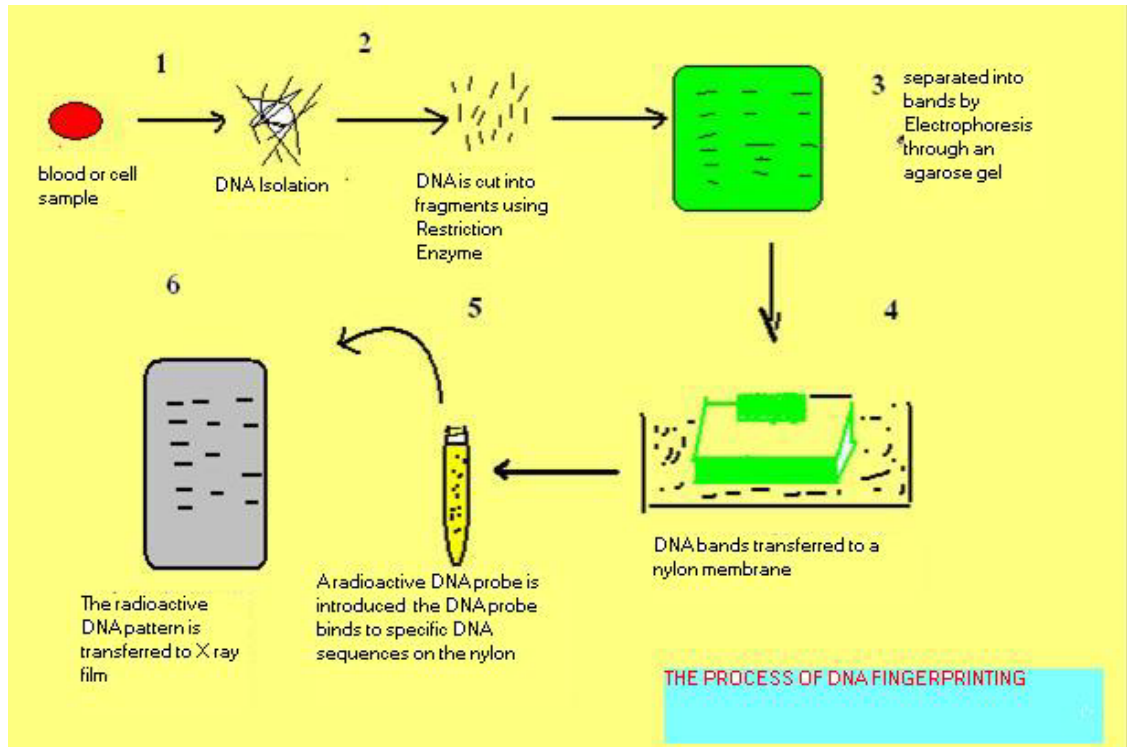 1
2
3
blood or cell
sample
DNA Isolation
DNA is cut into
fragments using
Restriction
Enzyme
separated into
bands by
Electrophoresis
through an
agarose gel
4
DNA bands transferred to a
nylon membrane
5
A radioactive DNA probe is
introduced the DNA probe
binds to specific DNA
sequences on the nylon
6
The radioactive
DNA pattern is
transferred to X ray
film
THE PROCESS OF DNA FINGERPRINTING